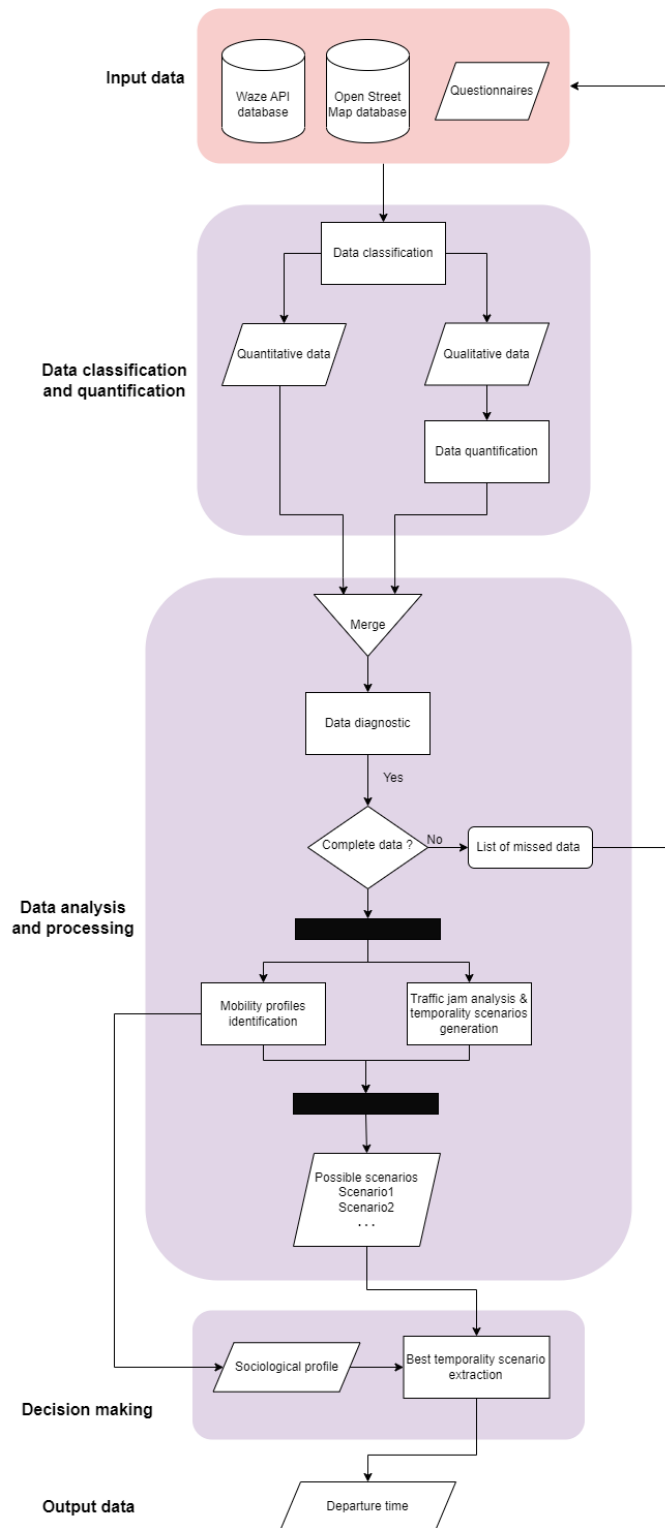 Input data
Waze API
database
Open Street
Map database
Questionnaires
Data classification
Quantitative data
Qualitative data
Data classification
and quantification
Data quantification
Merge
Data diagnostic
Yes
Complete data ?
No
List of missed data
Data analysis
and processing
Mobility profiles
identification
Traffic jam analysis &
temporality scenarios
generation
Possible scenarios
Scenario1
Scenario2
. . .
Sociological profile
Best temporality scenario
extraction
Decision making
Output data
Departure time